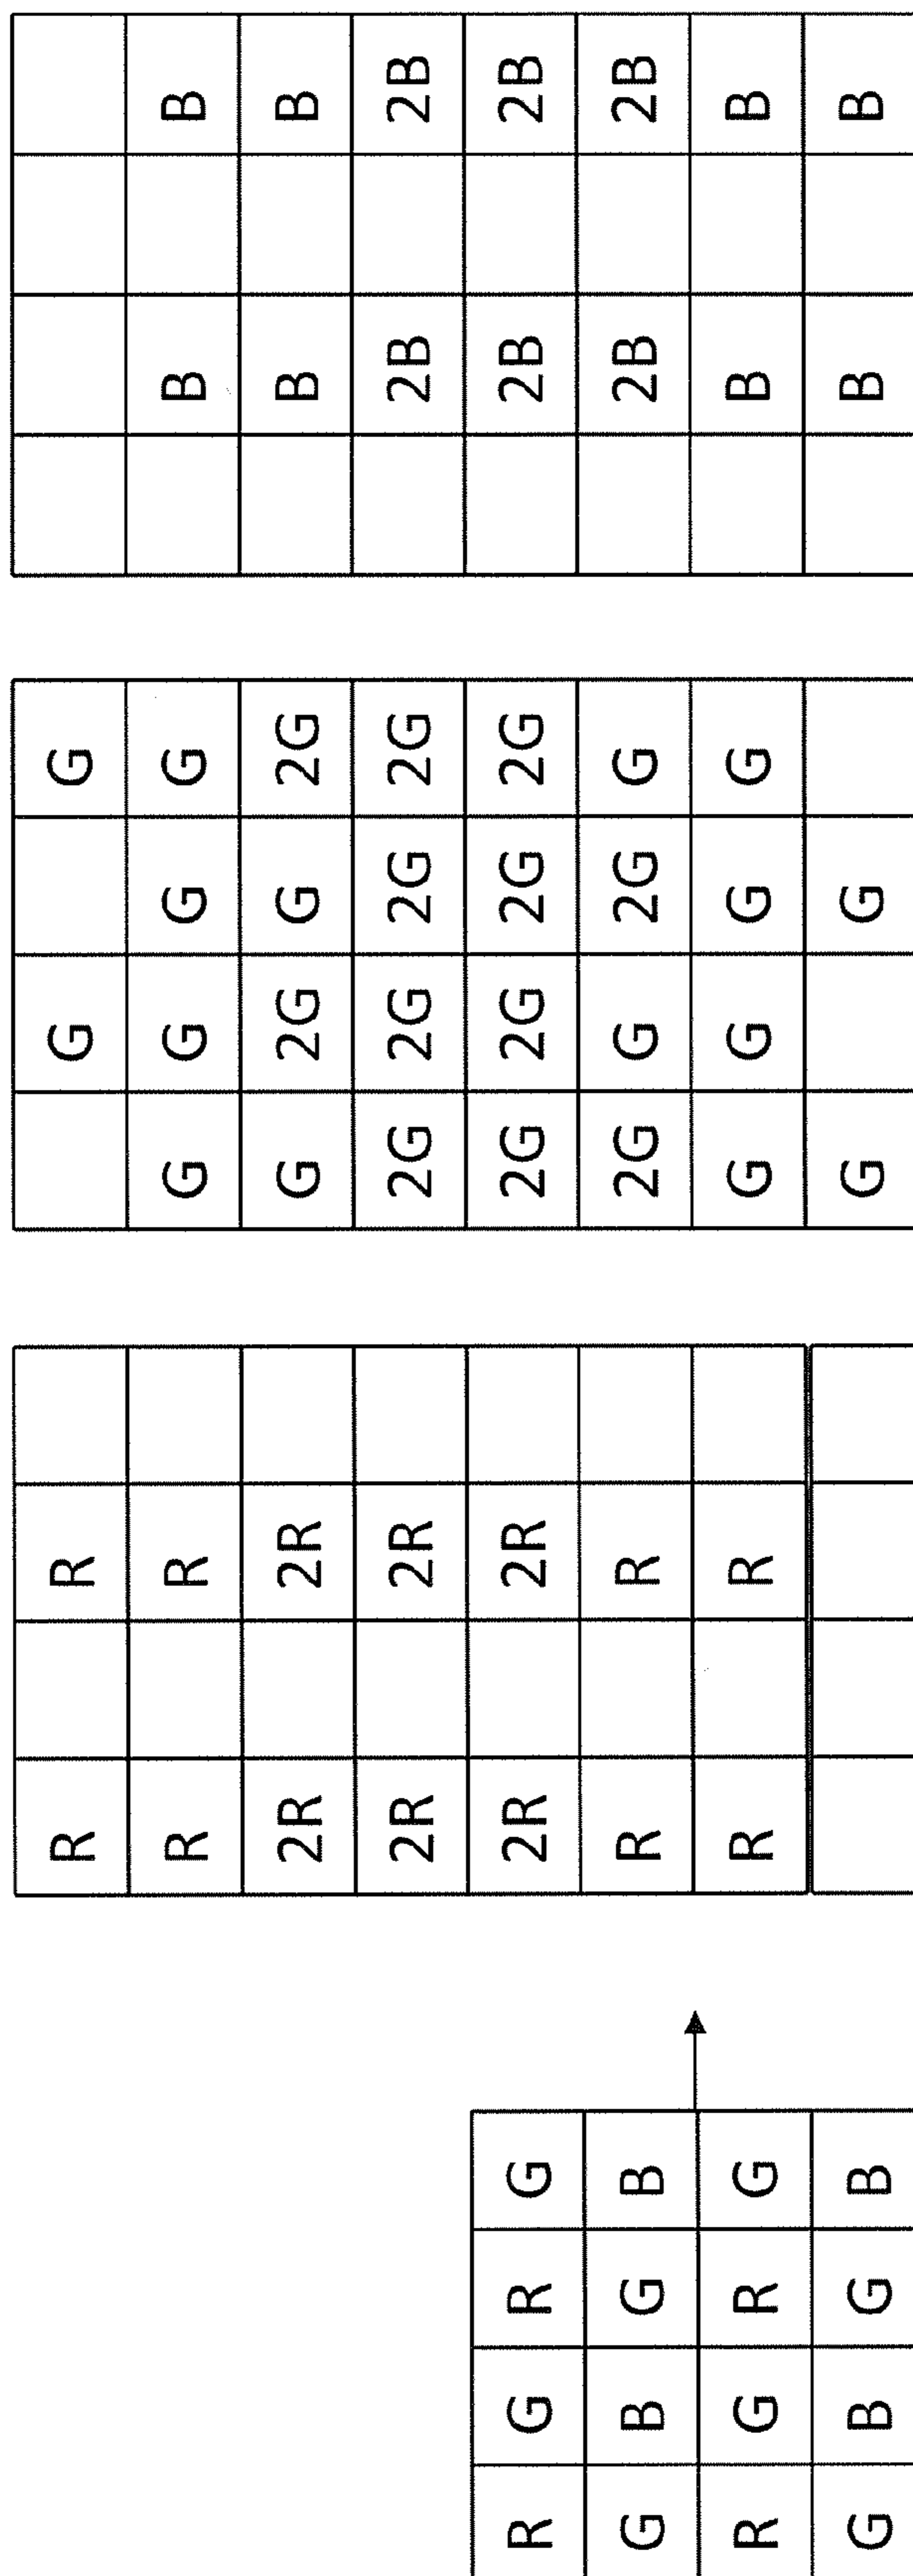 R R G G
R R G G G G B B
2R 2R G 2G G 2G B B
2R 2R 2G 2G 2G 2G 2B 2B
R G R G 2R 2R 2G 2G 2G 2G 2B 2B
G B G B R R 2G G 2G G 2B 2B
R G R G R R G G G G B B
G B G B G G B B